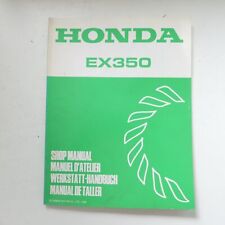 HONDA
EX350
SHOP MANUAL
MANUEL D'ATELIER
WERKSTATT-HANDBUCH
MANUAL DE TALLER